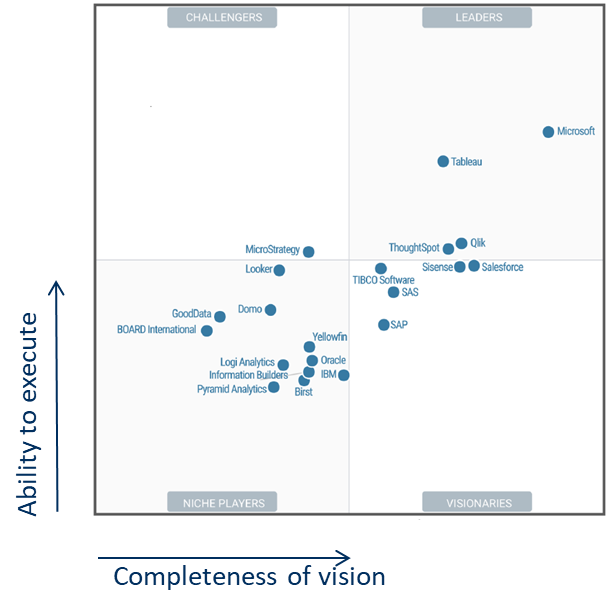 CHALLENGERS
LEADERS
Microsoft
Tableau
Qlik
ThoughtSpot
MicroStrategy
Looker
Sisense
Salesforce
TIBCO Software
SAS
Domo
GoodData
BOARD International
SAP
Yellowfin
Oracle
Logi Analytics
Information Builders
IBM
Pyramid Analytics
Birst
NICHE PLAYERS
VISIONARIES
Ability to execute
Completeness of vision